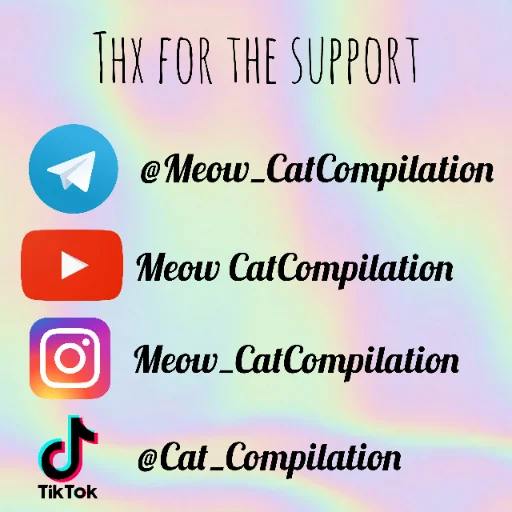 Thx for the support
@Meow_CatCompilation
Meow CatCompilation
Meow_CatCompilation
@Cat_Compilation
TikTok